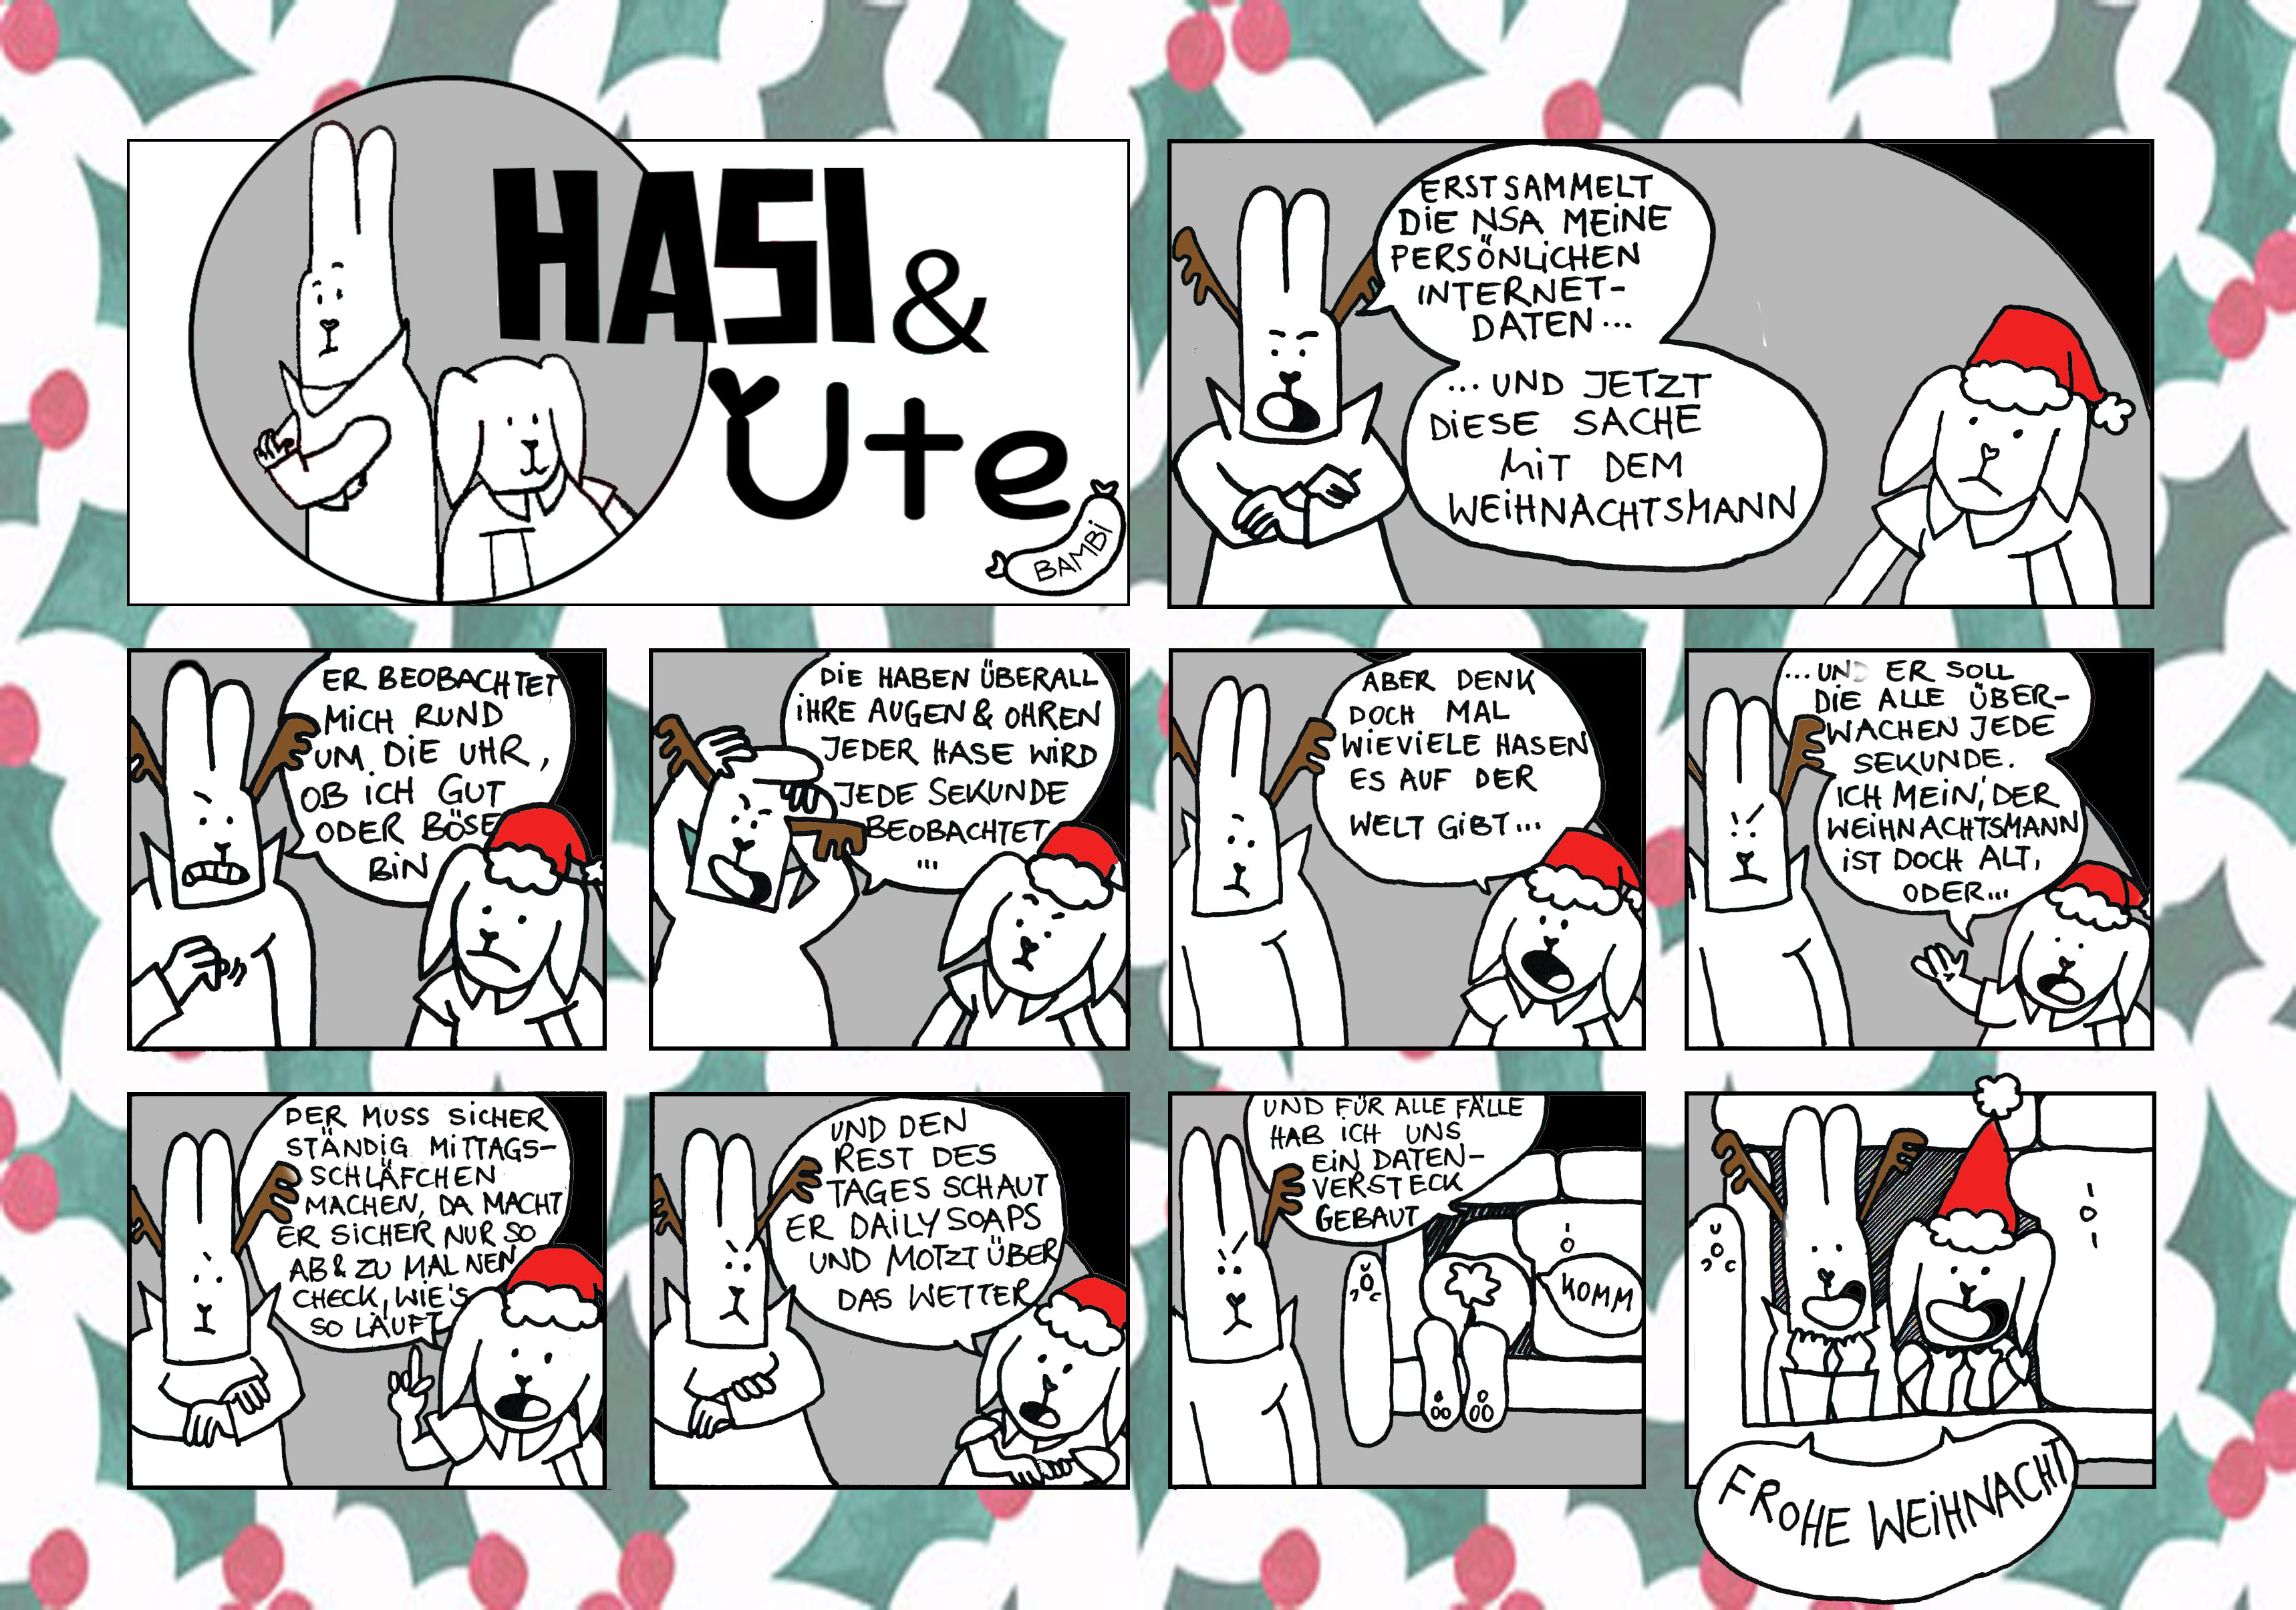 HASI &
Ute
BAMBi
ERST SAMMELT
DiE NSA MEiNE
PERSÖNLiCHEN
iNTERNET-
DATEN...
...UND JETZT
DiESE SACHE
MiT DEM
WEiHNACHTSMANN
ER BEOBACHTET
MiCH RUND
UM DiE UHR,
OB iCH GUT
ODER BÖSE
BiN
DiE HABEN ÜBERALL
iHRE AUGEN & OHREN
JEDER HASE WiRD
JEDE SEKUNDE
BEOBACHTET
...
ABER DENK
DOCH MAL
WiEViELE HASEN
ES AUF DER
WELT GiBT...
...UND ER SOLL
DiE ALLE ÜBER-
WACHEN JEDE
SEKUNDE.
ICH MEiN', DER
WEiHNACHTSMANN
iST DOCH ALT,
ODER...
DER MUSS SiCHER
STÄNDiG MiTTAGS-
SCHLÄFCHEN
MACHEN, DA MACHT
ER SiCHER NUR SO
AB & ZU MAL NEN
CHECK, WiE'S
SO LÄUFT
UND DEN
REST DES
TAGES SCHAUT
ER DAiLY SOAPS
UND MOTZT ÜBER
DAS WETTER
UND FÜR ALLE FÄLLE
HAB ICH UNS
EiN DATEN-
VERSTECK
GEBAUT
KOMM
FROHE WEiHNACHT